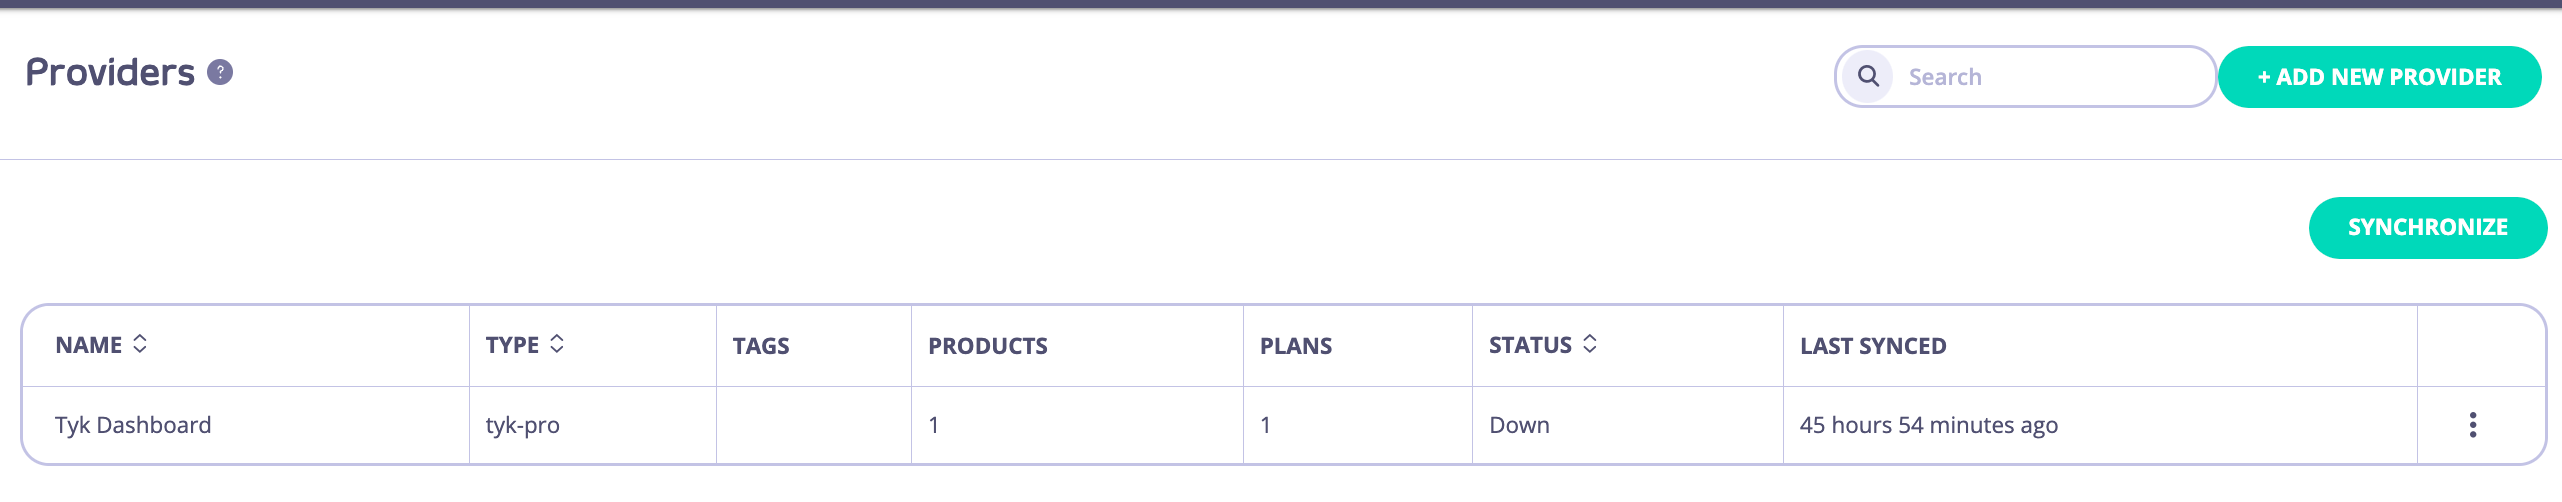 Providers ?
Search
+ ADD NEW PROVIDER
SYNCHRONIZE
NAME TYPE TAGS PRODUCTS PLANS STATUS LAST SYNCED
Tyk Dashboard tyk-pro 1 1 Down 45 hours 54 minutes ago